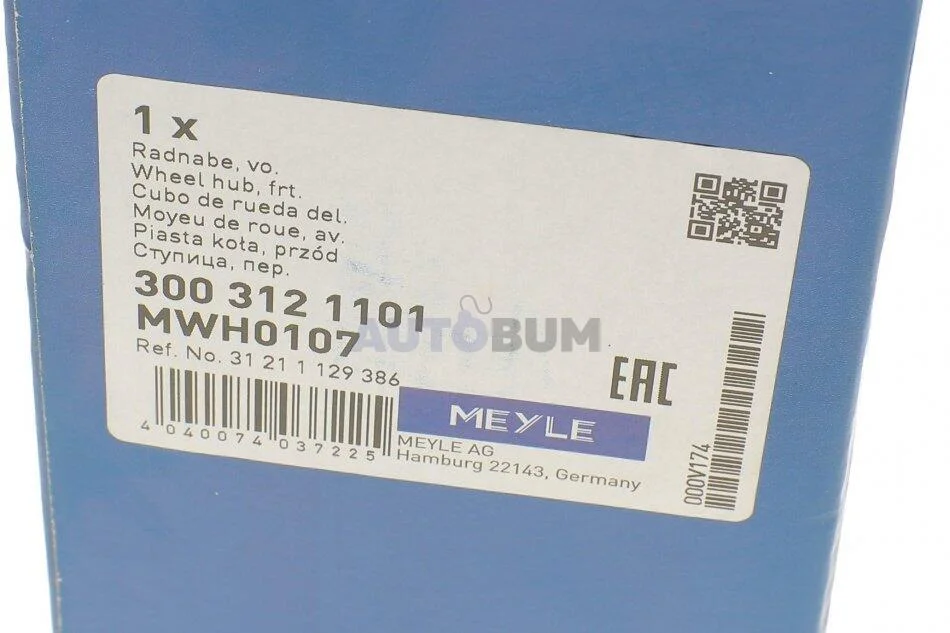 1 x
Radnabe, vo.
Wheel hub, frt.
Cubo de rueda del.
Moyeu de roue, av.
Piasta koła, przód
Ступица, пер.
300 312 1101
MWH0107
AUTOBUM
Ref. No. 31 21 1 129 386
EAC
4 040074 037225
MEYLE
MEYLE AG
Hamburg 22143, Germany
000V174